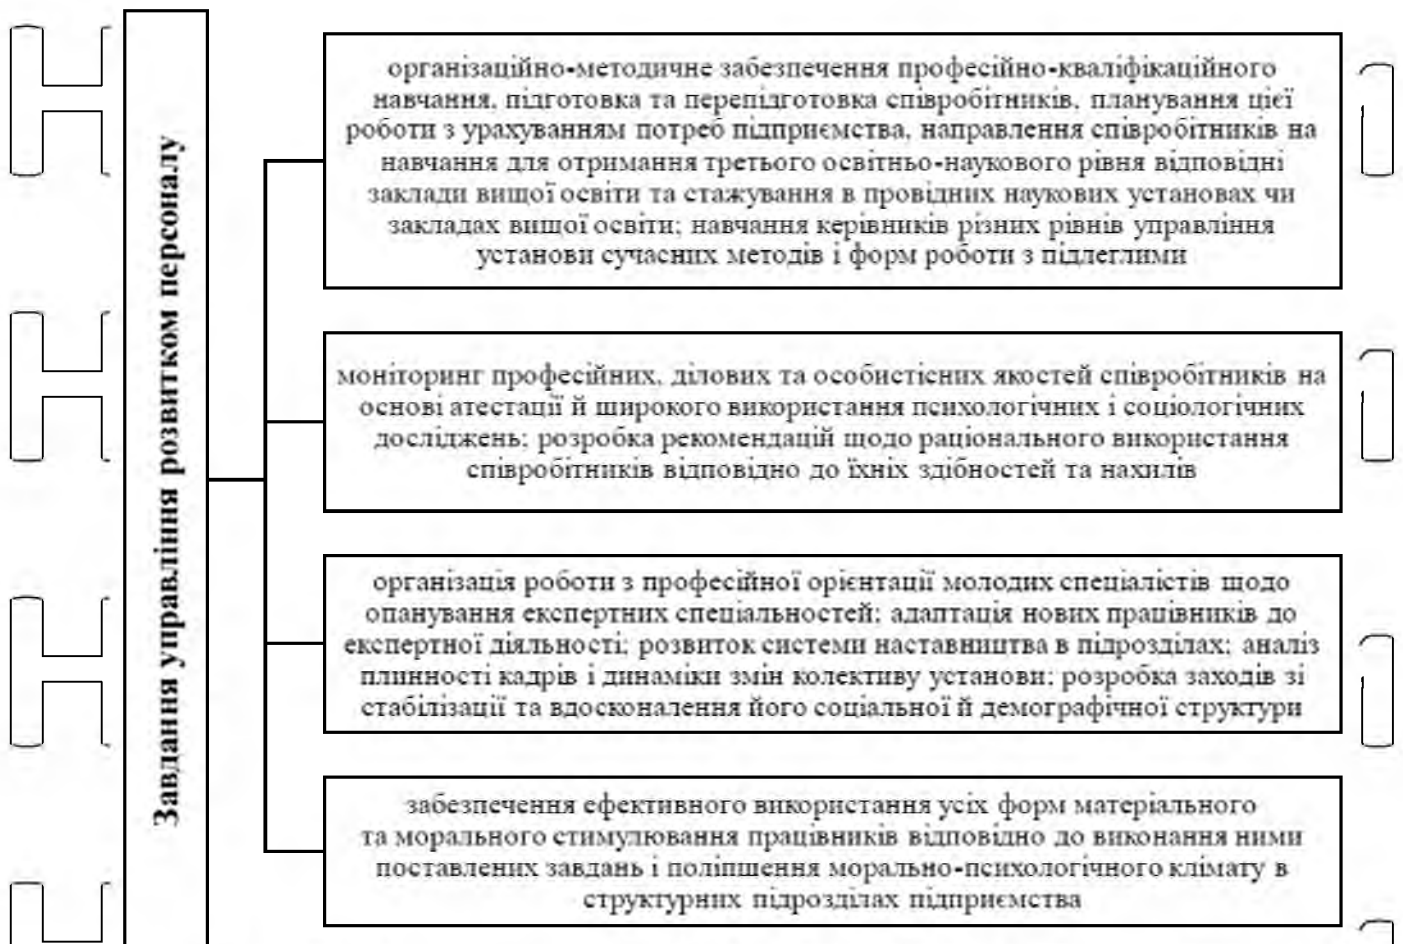 Завдання управління розвитком персоналу
організаційно-методичне забезпечення професійно-кваліфікаційного
навчання, підготовка та перепідготовка співробітників, планування цієї
роботи з урахуванням потреб підприємства, направлення співробітників на
навчання для отримання третього освітньо-наукового рівня відповідні
заклади вищої освіти та стажування в провідних наукових установах чи
закладах вищої освіти; навчання керівників різних рівнів управління
установи сучасних методів і форм роботи з підлеглими
моніторинг професійних, ділових та особистісних якостей співробітників на
основі атестації й широкого використання психологічних і соціологічних
досліджень; розробка рекомендацій щодо раціонального використання
співробітників відповідно до їхніх здібностей та нахилів
організація роботи з професійної орієнтації молодих спеціалістів щодо
опанування експертних спеціальностей; адаптація нових працівників до
експертної діяльності; розвиток системи наставництва в підрозділах; аналіз
плинності кадрів і динаміки змін колективу установи; розробка заходів зі
стабілізації та вдосконалення його соціальної й демографічної структури
забезпечення ефективного використання усіх форм матеріального
та морального стимулювання працівників відповідно до виконання ними
поставлених завдань і поліпшення морально-психологічного клімату в
структурних підрозділах підприємства